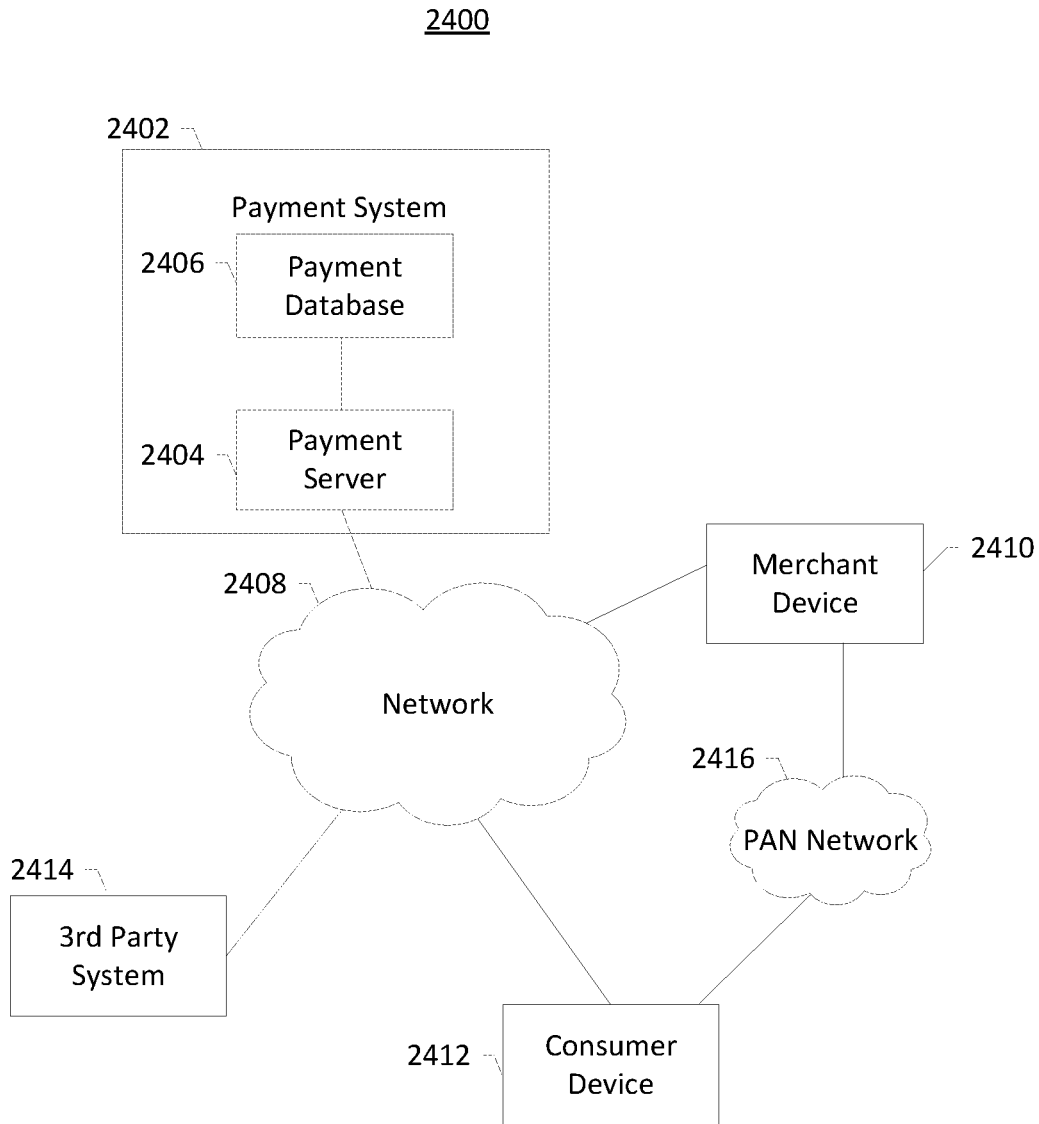 2400
2402
Payment System
2406
Payment
Database
2404
Payment
Server
2408
Network
Merchant
Device
2410
2416
PAN Network
2414
3rd Party
System
2412
Consumer
Device